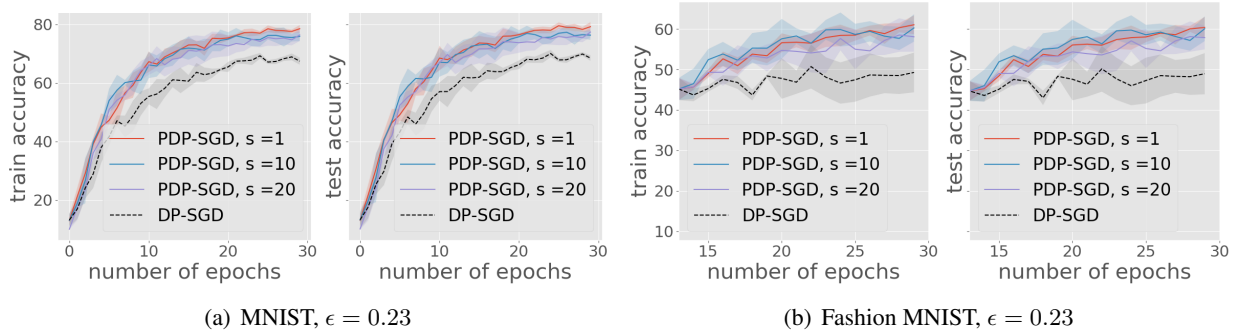 train accuracy
80
60
40
20
PDP-SGD, s =1
PDP-SGD, s =10
PDP-SGD, s =20
DP-SGD
0
10
20
30
number of epochs
test accuracy
PDP-SGD, s =1
PDP-SGD, s =10
PDP-SGD, s =20
DP-SGD
0
10
20
30
number of epochs
(a) MNIST, ϵ = 0.23
train accuracy
60
50
40
30
20
10
PDP-SGD, s =1
PDP-SGD, s =10
PDP-SGD, s =20
DP-SGD
15
20
25
30
number of epochs
test accuracy
PDP-SGD, s =1
PDP-SGD, s =10
PDP-SGD, s =20
DP-SGD
15
20
25
30
number of epochs
(b) Fashion MNIST, ϵ = 0.23